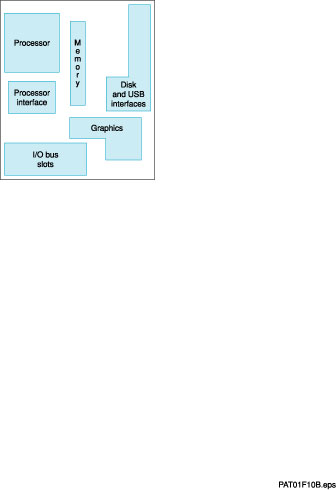 Processor
M
e
m
o
r
y
Processor
interface
Disk
and USB
interfaces
Graphics
I/O bus
slots
PAT01F10B.eps